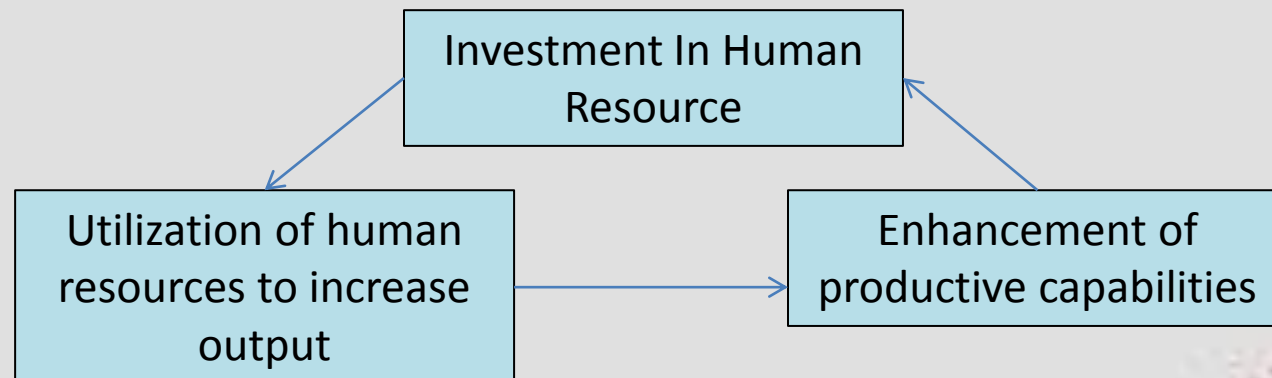 Investment In Human
Resource
Utilization of human
resources to increase
output
Enhancement of
productive capabilities